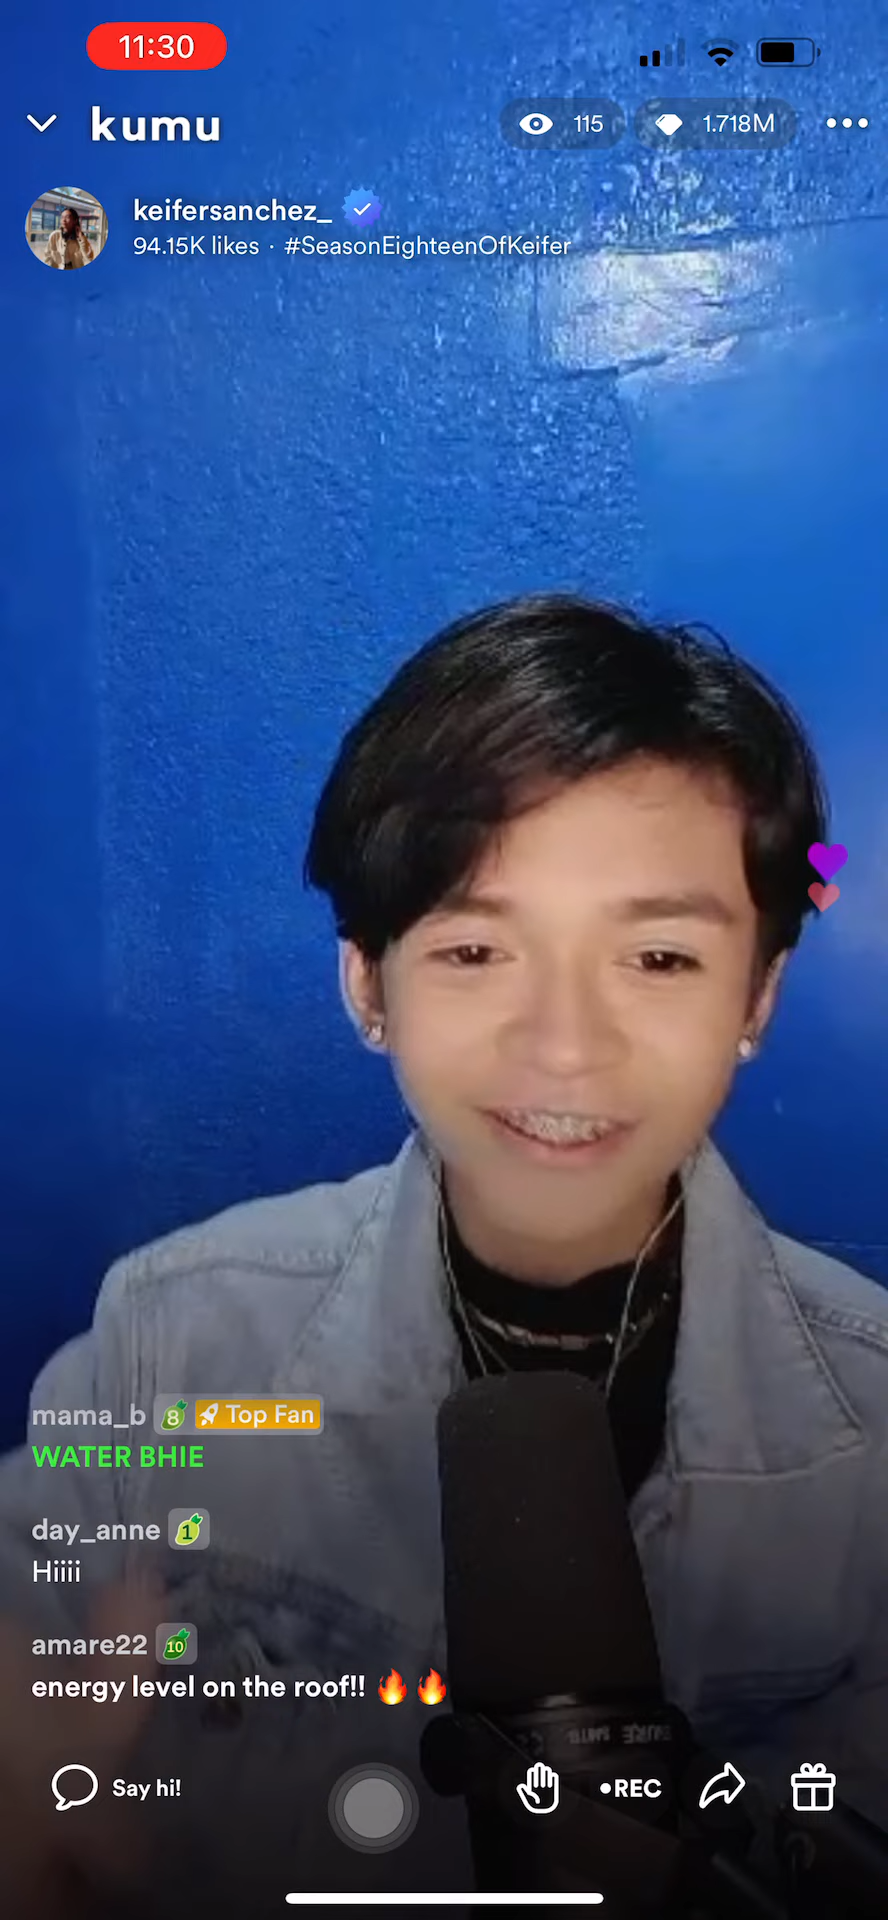 11:30
kumu
115
1.718M
keifersanchez_
94.15K likes · #SeasonEighteenOfKeifer
mama_b 8 Top Fan
WATER BHIE
day_anne 1
Hiiii
amare22 10
energy level on the roof!! 🔥🔥
Say hi!
•REC